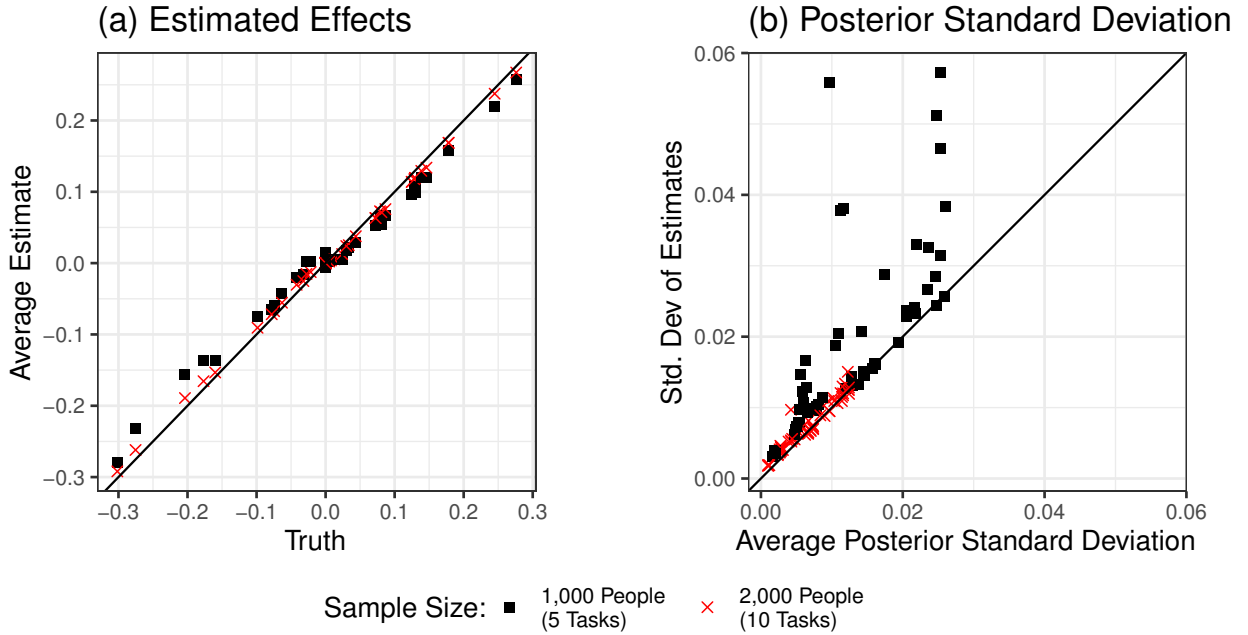 (a) Estimated Effects
(b) Posterior Standard Deviation
Average Estimate
0.2
0.1
0.0
−0.1
−0.2
−0.3
−0.3 −0.2 −0.1 0.0 0.1 0.2 0.3
Truth
Std. Dev of Estimates
0.06
0.04
0.02
0.00
0.00 0.02 0.04 0.06
Average Posterior Standard Deviation
Sample Size:
1,000 People
(5 Tasks)
2,000 People
(10 Tasks)